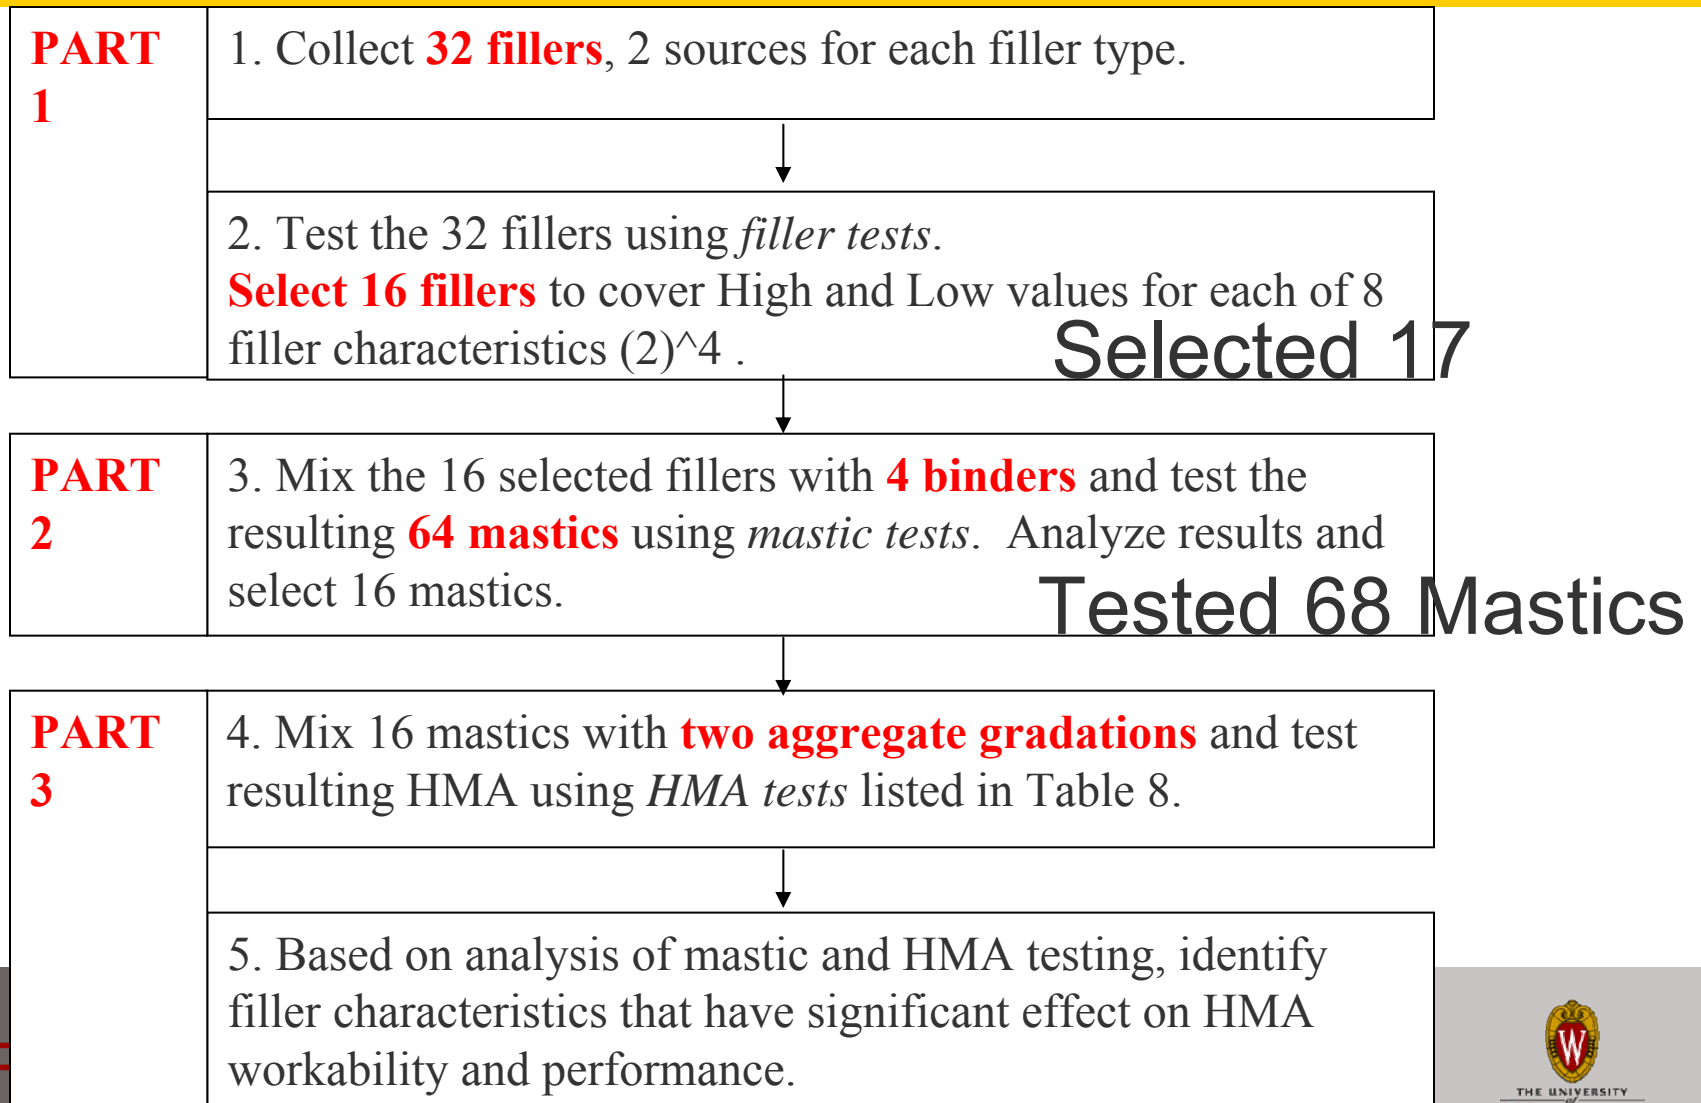 PART
1
1. Collect 32 fillers, 2 sources for each filler type.
2. Test the 32 fillers using filler tests.
Select 16 fillers to cover High and Low values for each of 8
filler characteristics (2)^4 .
Selected 17
PART
2
3. Mix the 16 selected fillers with 4 binders and test the
resulting 64 mastics using mastic tests. Analyze results and
select 16 mastics.
Tested 68 Mastics
PART
3
4. Mix 16 mastics with two aggregate gradations and test
resulting HMA using HMA tests listed in Table 8.
5. Based on analysis of mastic and HMA testing, identify
filler characteristics that have significant effect on HMA
workability and performance.
W
THE UNIVERSITY
of